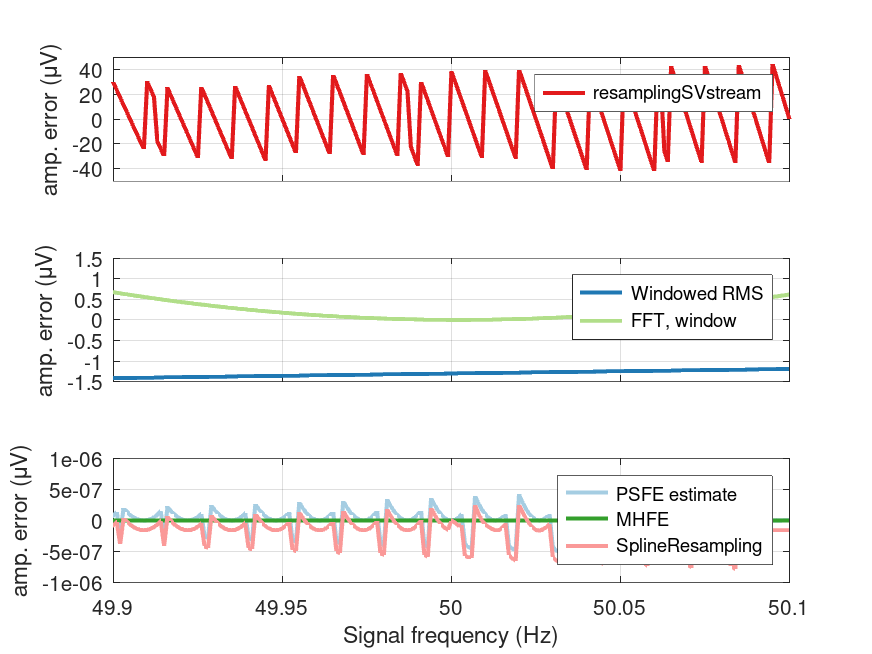 amp. error (μV)
40
20
0
-20
-40
resamplingSVstream
amp. error (μV)
1.5
1
0.5
0
-0.5
-1
-1.5
Windowed RMS
FFT, window
amp. error (μV)
1e-06
5e-07
0
-5e-07
-1e-06
PSFE estimate
MHFE
SplineResampling
49.9 49.95 50 50.05 50.1
Signal frequency (Hz)